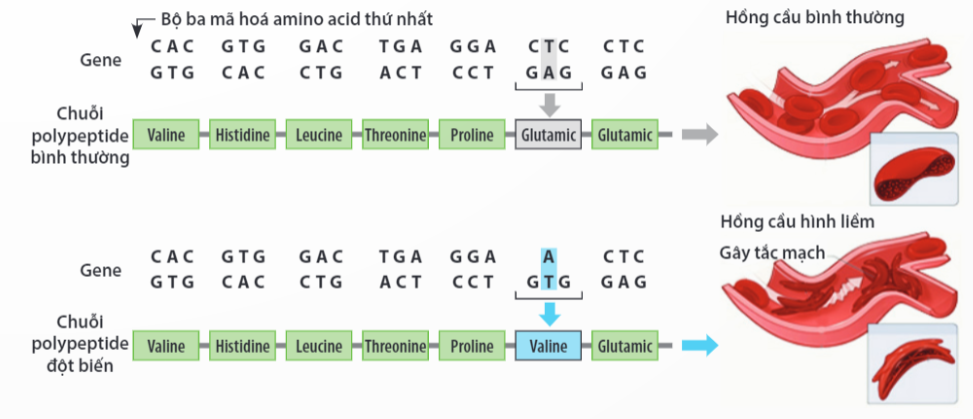 Bộ ba mã hoá amino acid thứ nhất
Gene
CAC GTG GAC TGA GGA CTC CTC
GTG CAC CTG ACT CCT GAG GAG
Chuỗi
polypeptide
bình thường
Valine Histidine Leucine Threonine Proline Glutamic Glutamic
Hồng cầu bình thường
Gene
CAC GTG GAC TGA GGA A CTC
GTG CAC CTG ACT CCT GTG GAG
Chuỗi
polypeptide
đột biến
Valine Histidine Leucine Threonine Proline Valine Glutamic
Hồng cầu hình liềm
Gây tắc mạch